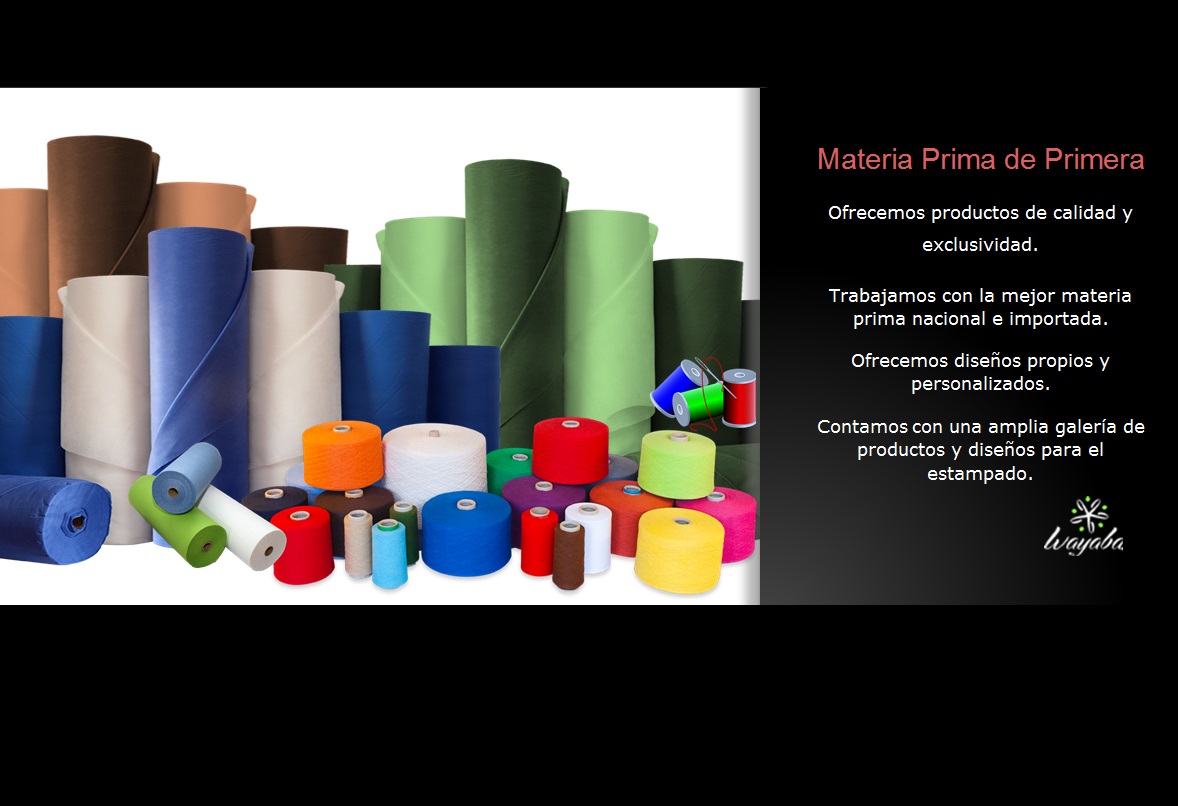 Materia Prima de Primera
Ofrecemos productos de calidad y
exclusividad.
Trabajamos con la mejor materia
prima nacional e importada.
Ofrecemos diseños propios y
personalizados.
Contamos con una amplia galería de
productos y diseños para el
estampado.
Wayaba